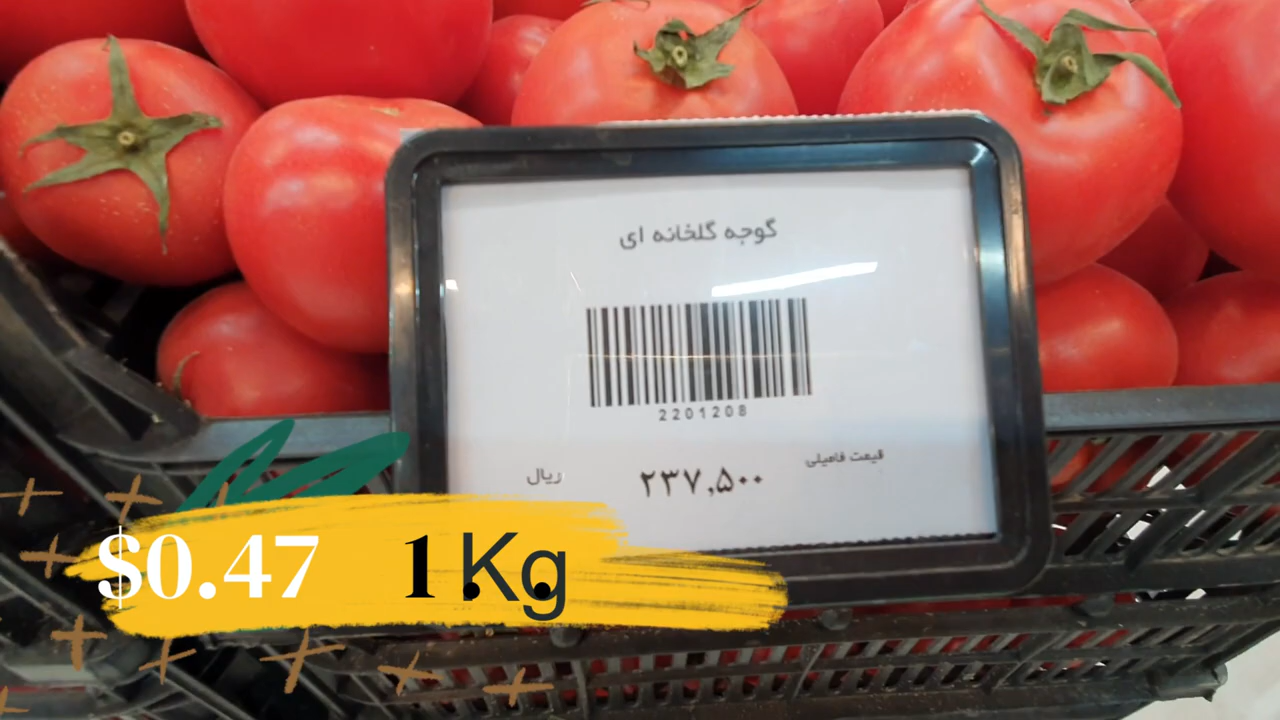 گوجه گلخانه ای
2201208
قیمت فامیلی
۲۳۷,۵۰۰ ریال
$0.47 1 Kg